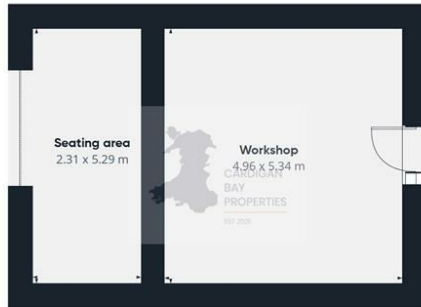 Seating area
2.31 x 5.29 m
Workshop
4.96 x 5.34 m
CARDIGAN
BAY
PROPERTIES